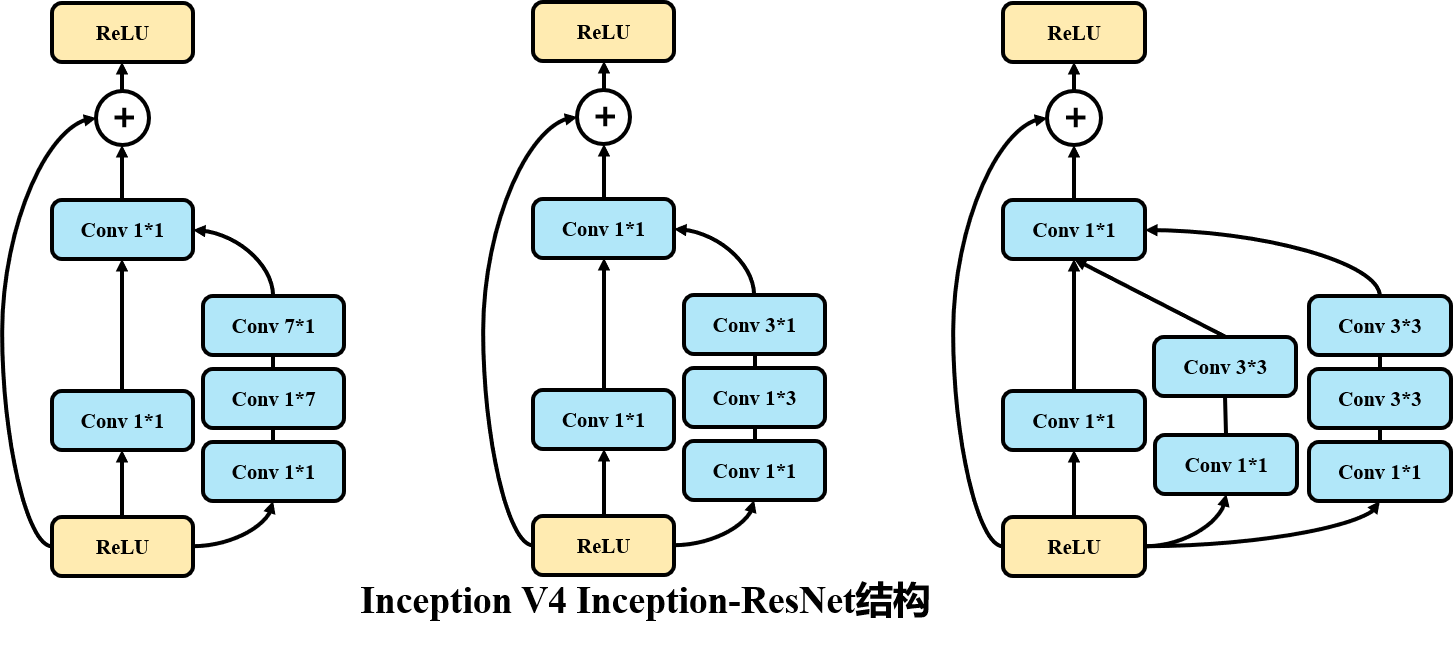 ReLU
ReLU
ReLU
+
+
+
Conv 1*1
Conv 1*1
Conv 1*1
Conv 7*1
Conv 3*1
Conv 3*3
Conv 3*3
Conv 1*7
Conv 1*3
Conv 3*3
Conv 1*1
Conv 1*1
Conv 1*1
Conv 1*1
Conv 1*1
Conv 1*1
Conv 1*1
ReLU
ReLU
ReLU
Inception V4 Inception-ResNet结构